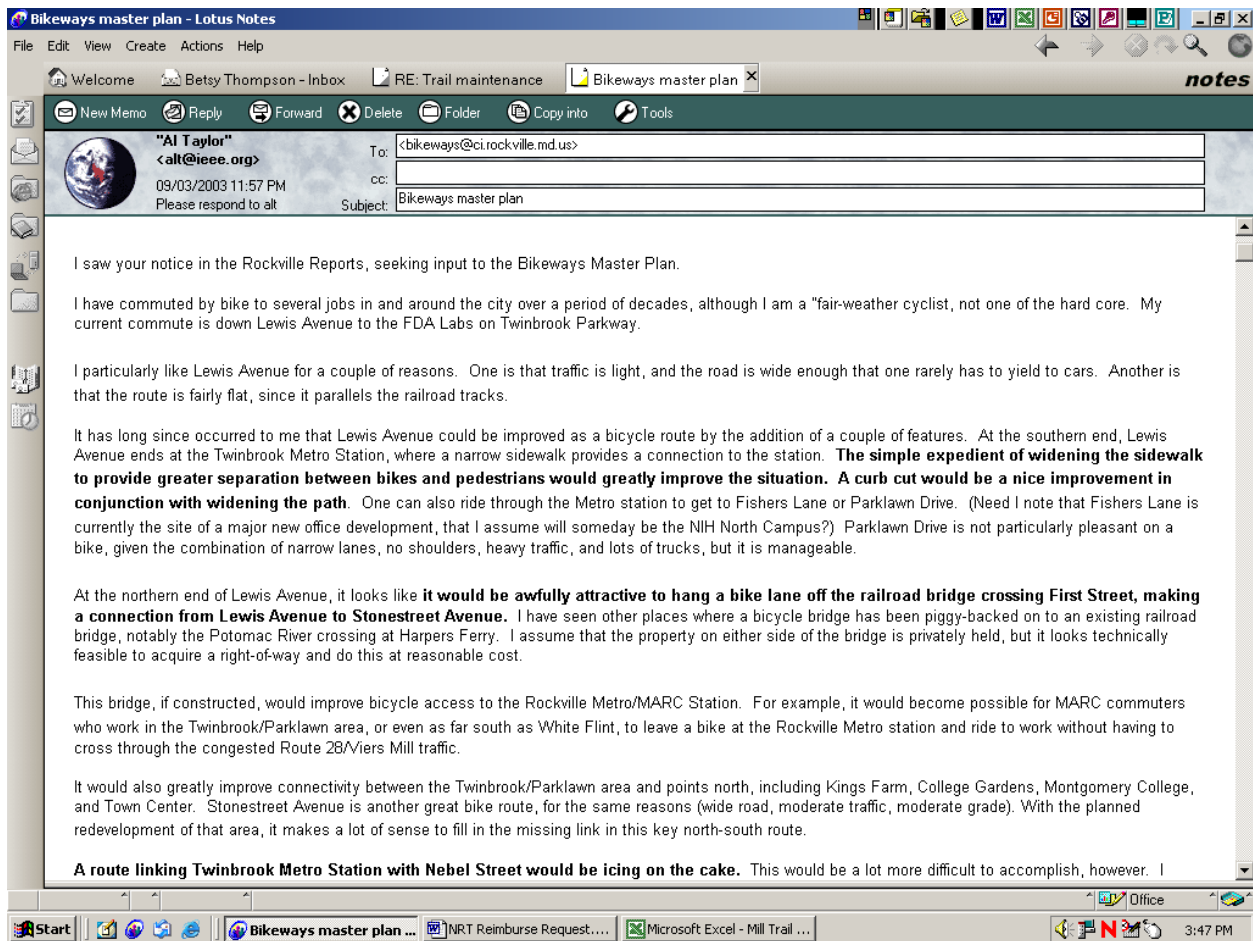 Bikeways master plan - Lotus Notes
File Edit View Create Actions Help
Welcome Betsy Thompson - Inbox RE: Trail maintenance Bikeways master plan notes
New Memo Reply Forward Delete Folder Copy into Tools
"Al Taylor"
<alt@ieee.org>
09/03/2003 11:57 PM
Please respond to alt
To: <bikeways@ci.rockville.md.us>
cc:
Subject: Bikeways master plan
I saw your notice in the Rockville Reports, seeking input to the Bikeways Master Plan.
I have commuted by bike to several jobs in and around the city over a period of decades, although I am a "fair-weather cyclist, not one of the hard core. My
current commute is down Lewis Avenue to the FDA Labs on Twinbrook Parkway.
I particularly like Lewis Avenue for a couple of reasons. One is that traffic is light, and the road is wide enough that one rarely has to yield to cars. Another is
that the route is fairly flat, since it parallels the railroad tracks.
It has long since occurred to me that Lewis Avenue could be improved as a bicycle route by the addition of a couple of features. At the southern end, Lewis
Avenue ends at the Twinbrook Metro Station, where a narrow sidewalk provides a connection to the station. The simple expedient of widening the sidewalk
to provide greater separation between bikes and pedestrians would greatly improve the situation. A curb cut would be a nice improvement in
conjunction with widening the path. One can also ride through the Metro station to get to Fishers Lane or Parklawn Drive. (Need I note that Fishers Lane is
currently the site of a major new office development, that I assume will someday be the NIH North Campus?) Parklawn Drive is not particularly pleasant on a
bike, given the combination of narrow lanes, no shoulders, heavy traffic, and lots of trucks, but it is manageable.
At the northern end of Lewis Avenue, it looks like it would be awfully attractive to hang a bike lane off the railroad bridge crossing First Street, making
a connection from Lewis Avenue to Stonestreet Avenue. I have seen other places where a bicycle bridge has been piggy-backed on to an existing railroad
bridge, notably the Potomac River crossing at Harpers Ferry. I assume that the property on either side of the bridge is privately held, but it looks technically
feasible to acquire a right-of-way and do this at reasonable cost.
This bridge, if constructed, would improve bicycle access to the Rockville Metro/MARC Station. For example, it would become possible for MARC commuters
who work in the Twinbrook/Parklawn area, or even as far south as White Flint, to leave a bike at the Rockville Metro station and ride to work without having to
cross through the congested Route 28/Viers Mill traffic.
It would also greatly improve connectivity between the Twinbrook/Parklawn area and points north, including Kings Farm, College Gardens, Montgomery College,
and Town Center. Stonestreet Avenue is another great bike route, for the same reasons (wide road, moderate traffic, moderate grade). With the planned
redevelopment of that area, it makes a lot of sense to fill in the missing link in this key north-south route.
A route linking Twinbrook Metro Station with Nebel Street would be icing on the cake. This would be a lot more difficult to accomplish, however. I
Office
Start Bikeways master plan ... NRT Reimburse Request.... Microsoft Excel - Mill Trail ... 3:47 PM